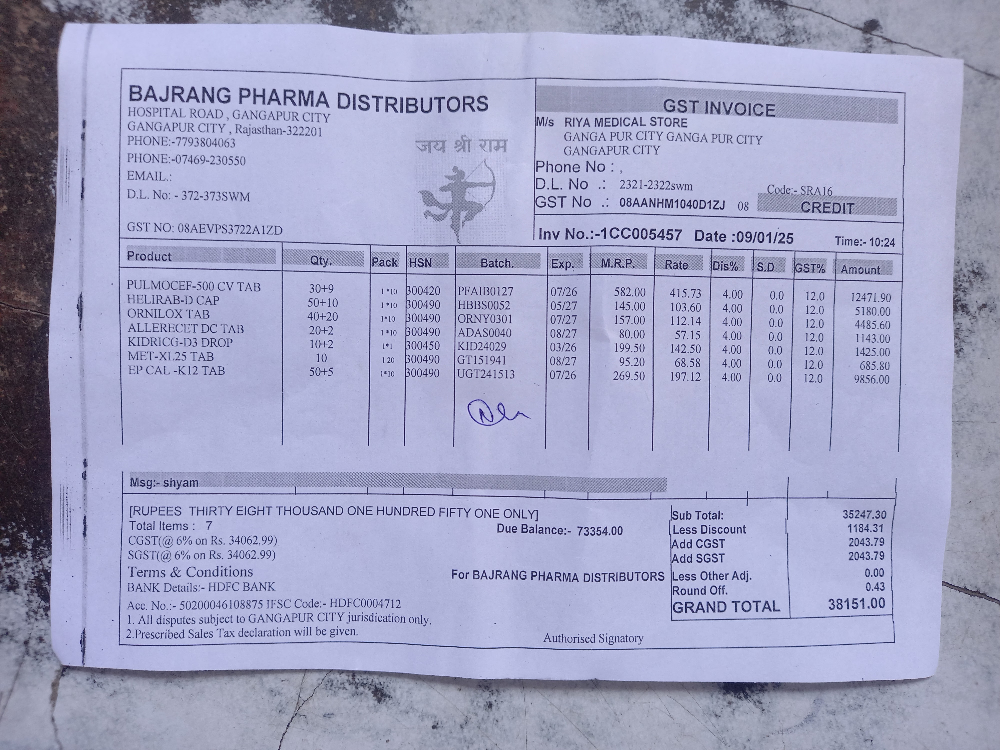 BAJRANG PHARMA DISTRIBUTORS
HOSPITAL ROAD , GANGAPUR CITY
GANGAPUR CITY , Rajasthan-322201
PHONE:-7793804063
PHONE:-07469-230550
EMAIL.:
D.L. No: - 372-373SWM
GST NO: 08AEVPS3722A1ZD
जय श्री राम
GST INVOICE
M/s RIYA MEDICAL STORE
GANGA PUR CITY GANGA PUR CITY
GANGAPUR CITY
Phone No : ,
D.L. No .: 2321-2322swm
Code:- SRA16
GST No .: 08AANHM1040D1ZJ 08 CREDIT
Inv No.:-1CC005457 Date :09/01/25 Time:- 10:24
Product Qty. Pack HSN Batch. Exp. M.R.P. Rate Dis% S.D. GST% Amount
PULMOCEF-500 CV TAB 30+9 1*10 300420 PFAIB0127 07/26 582.00 415.73 4.00 0.0 12.0 12471.90
HELIRAB-D CAP 50+10 1*10 300490 HBBS0052 05/27 145.00 103.60 4.00 0.0 12.0 5180.00
ORNILOX TAB 40+20 1*10 300490 ORNY0301 07/27 157.00 112.14 4.00 0.0 12.0 4485.60
ALLERECET DC TAB 20+2 1*10 300490 ADAS0040 08/27 80.00 57.15 4.00 0.0 12.0 1143.00
KIDRICG-D3 DROP 10+2 1*1 300450 KID24029 03/26 199.50 142.50 4.00 0.0 12.0 1425.00
MET-XL25 TAB 10 1*20 300490 GT151941 08/27 95.20 68.58 4.00 0.0 12.0 685.80
EP CAL -K12 TAB 50+5 1*10 300490 UGT241513 07/26 269.50 197.12 4.00 0.0 12.0 9856.00
Msg:- shyam
[RUPEES THIRTY EIGHT THOUSAND ONE HUNDRED FIFTY ONE ONLY]
Total Items : 7 Due Balance:- 73354.00
CGST(@ 6% on Rs. 34062.99)
SGST(@ 6% on Rs. 34062.99)
Terms & Conditions
BANK Details:- HDFC BANK
Acc. No.:- 50200046108875 IFSC Code:- HDFC0004712
1. All disputes subject to GANGAPUR CITY jurisdication only.
2.Prescribed Sales Tax declaration will be given.
For BAJRANG PHARMA DISTRIBUTORS
Authorised Signatory
Sub Total: 35247.30
Less Discount 1184.31
Add CGST 2043.79
Add SGST 2043.79
Less Other Adj. 0.00
Round Off. 0.43
GRAND TOTAL 38151.00